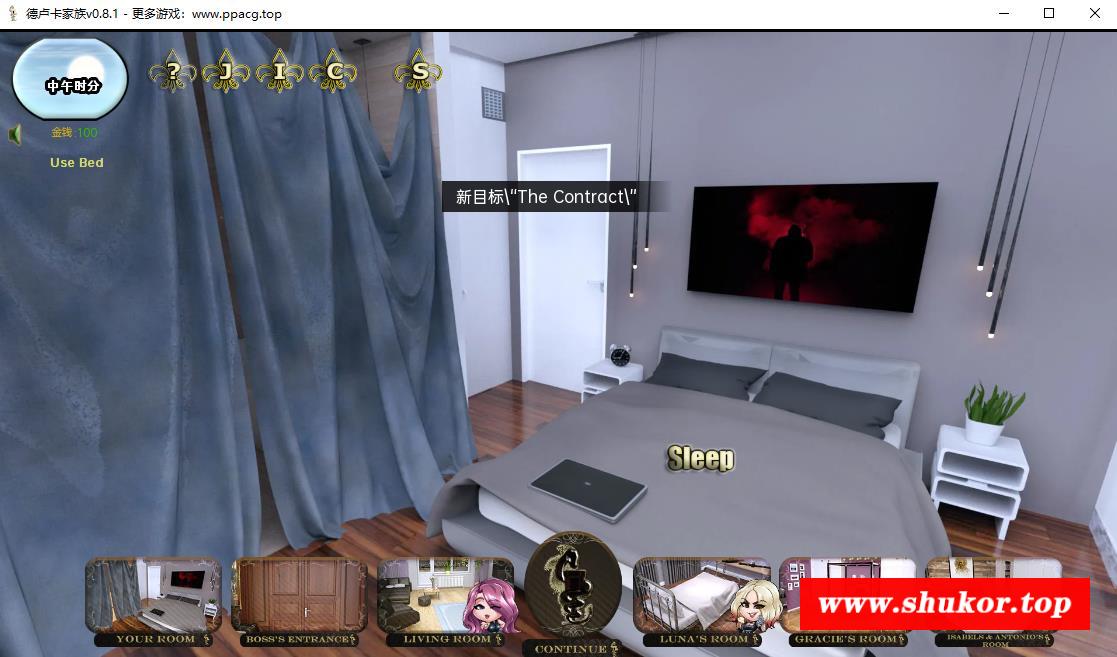 德卢卡家族v0.8.1 - 更多游戏：www.ppacg.top
中午时分
? J I C S
金钱:100
Use Bed
新目标\"The Contract\"
Sleep
YOUR ROOM
BOSS'S ENTRANCE
LIVING ROOM
CONTINUE
LUNA'S ROOM
GRACIE'S ROOM
ISABEL'S & ANTONIO'S
ROOM
www.shukor.top